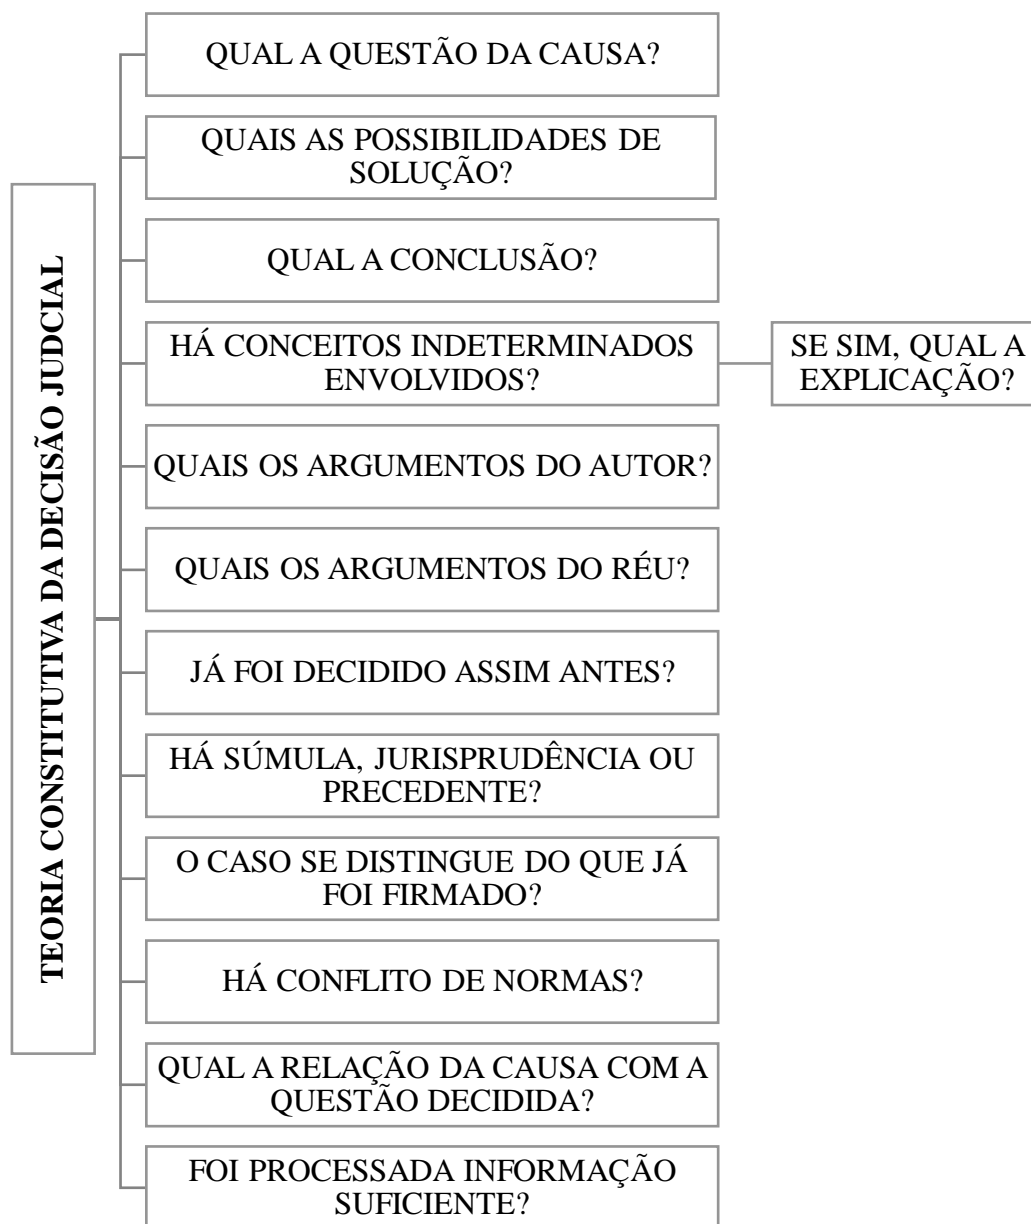 TEORIA CONSTITUTIVA DA DECISÃO JUDCIAL
QUAL A QUESTÃO DA CAUSA?
QUAIS AS POSSIBILIDADES DE
SOLUÇÃO?
QUAL A CONCLUSÃO?
HÁ CONCEITOS INDETERMINADOS
ENVOLVIDOS?
SE SIM, QUAL A
EXPLICAÇÃO?
QUAIS OS ARGUMENTOS DO AUTOR?
QUAIS OS ARGUMENTOS DO RÉU?
JÁ FOI DECIDIDO ASSIM ANTES?
HÁ SÚMULA, JURISPRUDÊNCIA OU
PRECEDENTE?
O CASO SE DISTINGUE DO QUE JÁ
FOI FIRMADO?
HÁ CONFLITO DE NORMAS?
QUAL A RELAÇÃO DA CAUSA COM A
QUESTÃO DECIDIDA?
FOI PROCESSADA INFORMAÇÃO
SUFICIENTE?